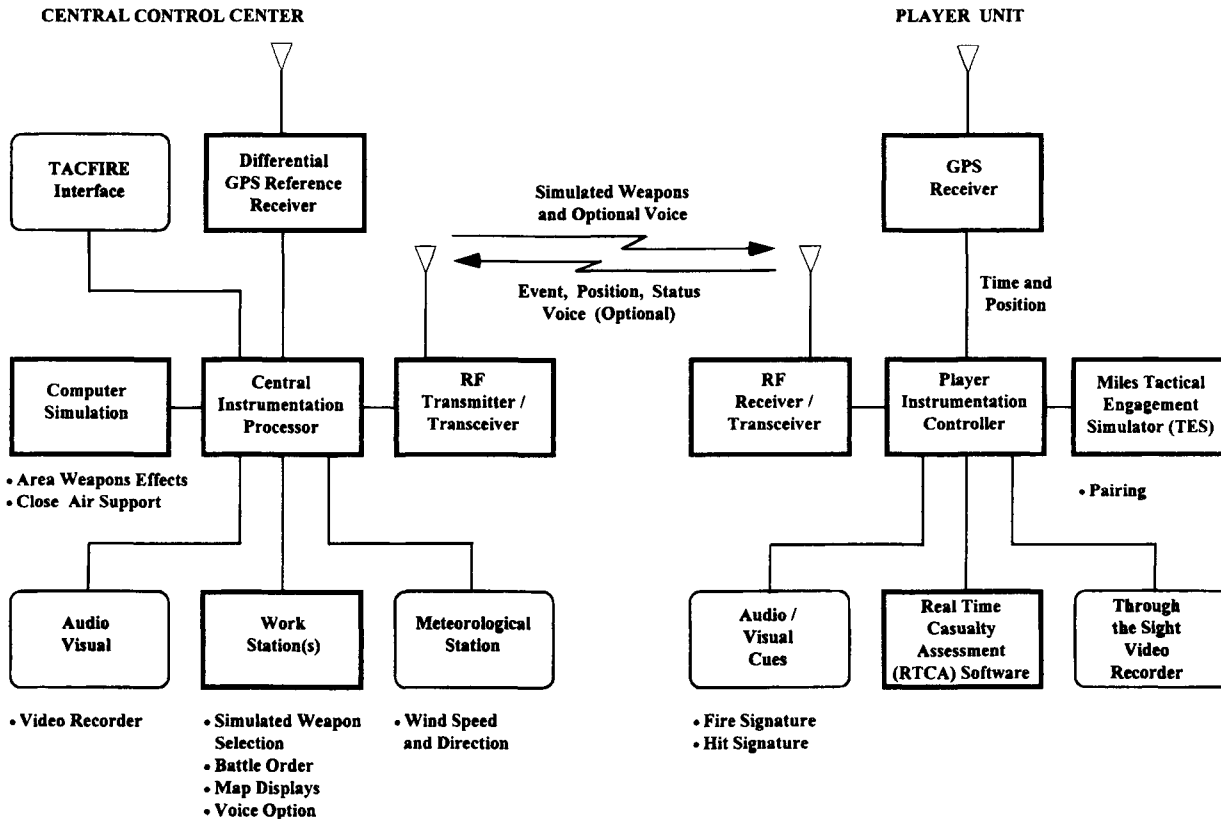 CENTRAL CONTROL CENTER
PLAYER UNIT
TACFIRE
Interface
Differential
GPS Reference
Receiver
Simulated Weapons
and Optional Voice
Event, Position, Status
Voice (Optional)
GPS
Receiver
Time and
Position
Computer
Simulation
Central
Instrumentation
Processor
RF
Transmitter /
Transceiver
RF
Receiver /
Transceiver
Player
Instrumentation
Controller
Miles Tactical
Engagement
Simulator (TES)
• Area Weapons Effects
• Close Air Support
• Pairing
Audio
Visual
Work
Station(s)
Meteorological
Station
Audio /
Visual
Cues
Real Time
Casualty
Assessment
(RTCA) Software
Through
the Sight
Video
Recorder
• Video Recorder
• Simulated Weapon
Selection
• Battle Order
• Map Displays
• Voice Option
• Wind Speed
and Direction
• Fire Signature
• Hit Signature